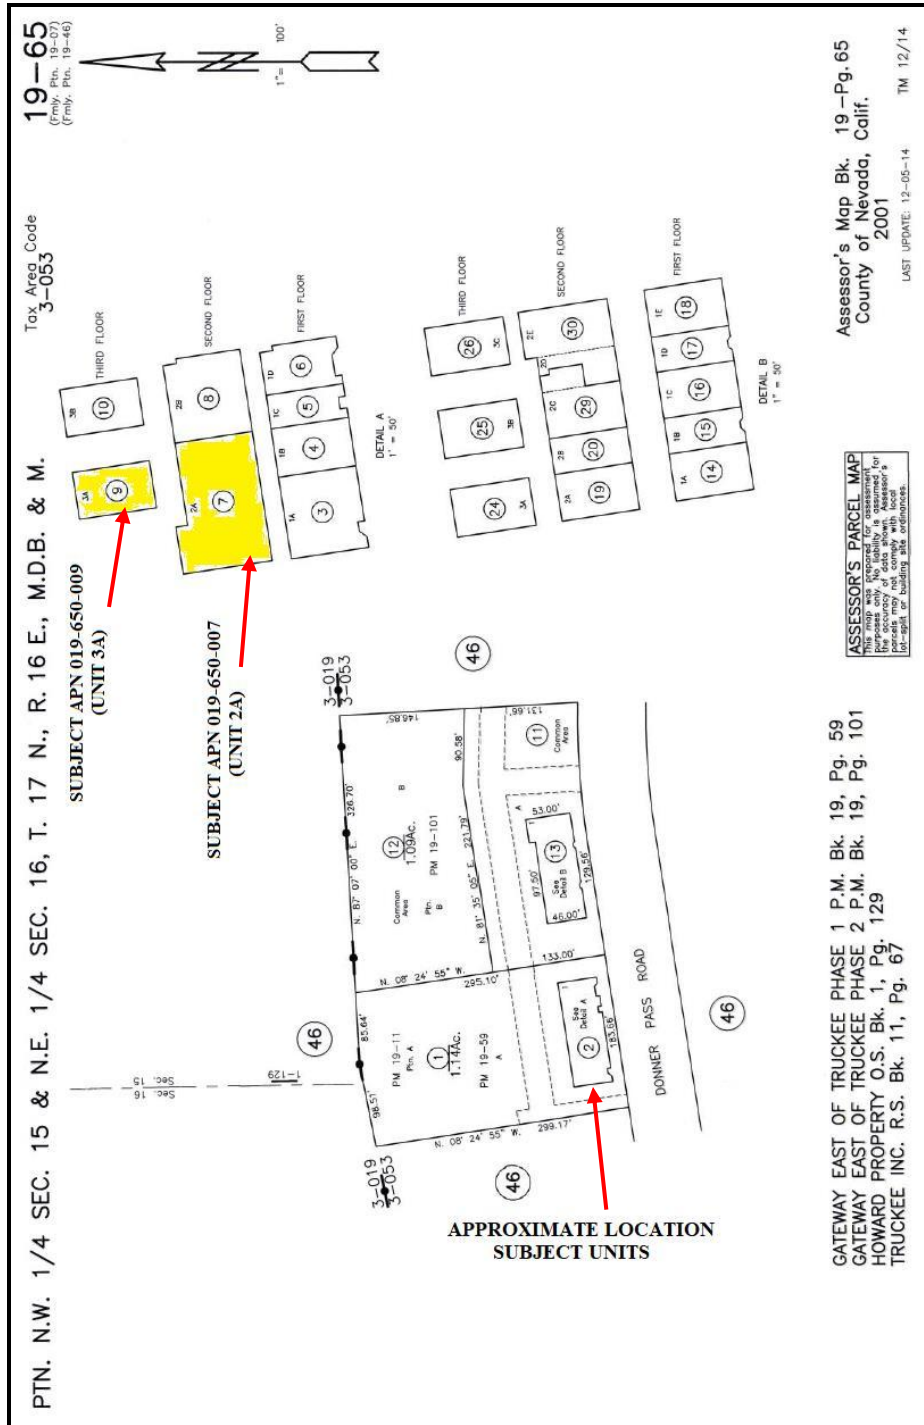 PTN. N.W. 1/4 SEC. 15 & N.E. 1/4 SEC. 16, T. 17 N., R. 16 E., M.D.B. & M.
19-65
(Fmly. Ptn. 19-07)
(Fmly. Ptn. 19-46)
Tax Area Code
3-053
1"= 100'
SUBJECT APN 019-650-009
(UNIT 3A)
SUBJECT APN 019-650-007
(UNIT 2A)
3A
9
3B
10
THIRD FLOOR
2A
7
2B
8
SECOND FLOOR
1A
3
1B
4
1C
5
1D
6
FIRST FLOOR
DETAIL A
1" = 50'
24
3A
25
3B
26
3C
THIRD FLOOR
2A
19
2B
20
2C
29
2D
2E
30
SECOND FLOOR
1A
14
1B
15
1C
16
1D
17
1E
18
FIRST FLOOR
DETAIL B
1" = 50'
Sec. 16
Sec. 15
1-129
46
3-019
3-053
3-019
3-053
46
46
46
98.51'
85.64'
N. 87° 07' 00" E.
326.70'
146.85'
PM 19-11
Ptn. A
1
1.14Ac.
PM 19-59
A
N. 08° 24' 55" W.
295.10'
N. 08° 24' 55" W.
299.17'
Common
Area
12
1.09Ac.
Ptn.
B
PM 19-101
B
N. 81° 35' 05" E.
221.79'
90.58'
131.66'
11
Common
Area
A
53.00'
97.50'
See
Detail B
13
46.00'
129.56'
133.00'
See
Detail A
2
183.66'
DONNER PASS ROAD
APPROXIMATE LOCATION
SUBJECT UNITS
GATEWAY EAST OF TRUCKEE PHASE 1 P.M. Bk. 19, Pg. 59
GATEWAY EAST OF TRUCKEE PHASE 2 P.M. Bk. 19, Pg. 101
HOWARD PROPERTY O.S. Bk. 1, Pg. 129
TRUCKEE INC. R.S. Bk. 11, Pg. 67
ASSESSOR'S PARCEL MAP
This map was prepared for assessment
purposes only. No liability is assumed for
the accuracy of data shown. Assessor's
parcels may not comply with local
lot-split or building site ordinances.
Assessor's Map Bk. 19-Pg.65
County of Nevada, Calif.
2001
LAST UPDATE: 12-05-14
TM 12/14